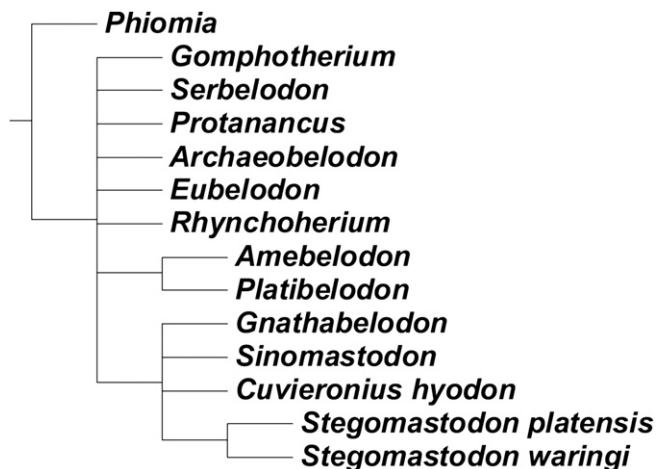 Phiomia
Gomphotherium
Serbelodon
Protanancus
Archaeobelodon
Eubelodon
Rhynchoherium
Amebelodon
Platibelodon
Gnathabelodon
Sinomastodon
Cuvieronius hyodon
Stegomastodon platensis
Stegomastodon waringi